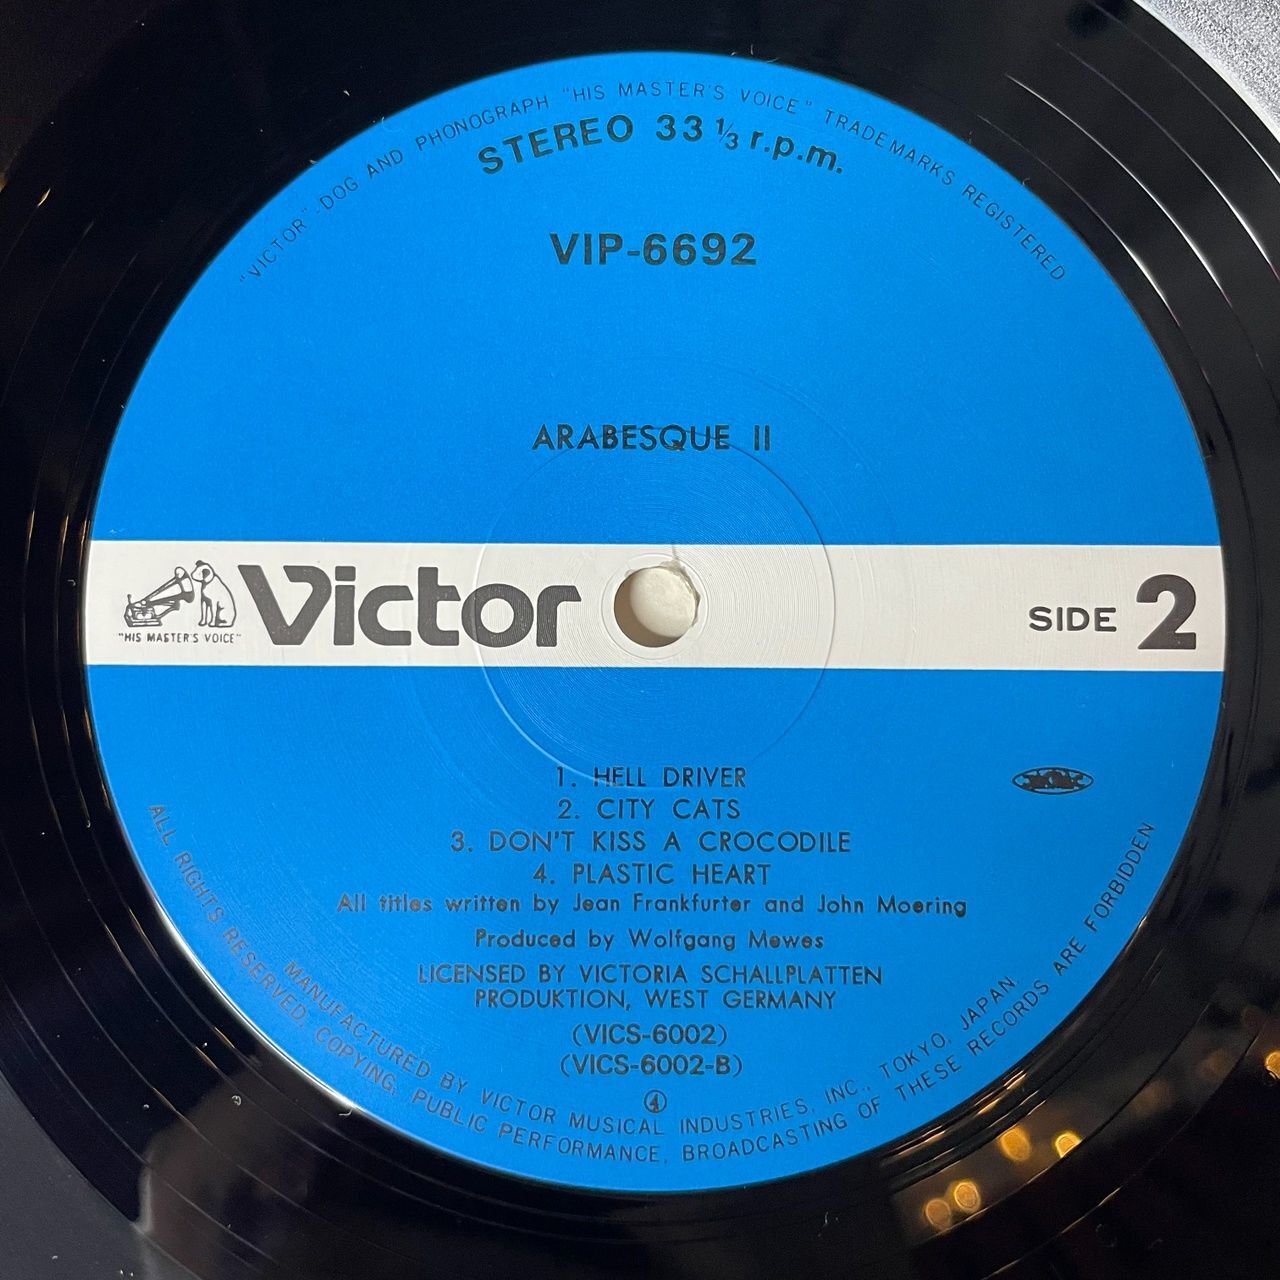 "VICTOR"-DOG AND PHONOGRAPH "HIS MASTER'S VOICE" TRADEMARKS REGISTERED
STEREO 33 1/3 r.p.m.
VIP-6692
ARABESQUE II
"HIS MASTER'S VOICE"
Victor
SIDE 2
1. HELL DRIVER
2. CITY CATS
3. DON'T KISS A CROCODILE
4. PLASTIC HEART
All titles written by Jean Frankfurter and John Moering
Produced by Wolfgang Mewes
LICENSED BY VICTORIA SCHALLPLATTEN
PRODUKTION, WEST GERMANY
(VICS-6002)
(VICS-6002-B)
④
MANUFACTURED BY VICTOR MUSICAL INDUSTRIES, INC., TOKYO, JAPAN
ALL RIGHTS RESERVED, COPYING, PUBLIC PERFORMANCE, BROADCASTING OF THESE RECORDS ARE FORBIDDEN